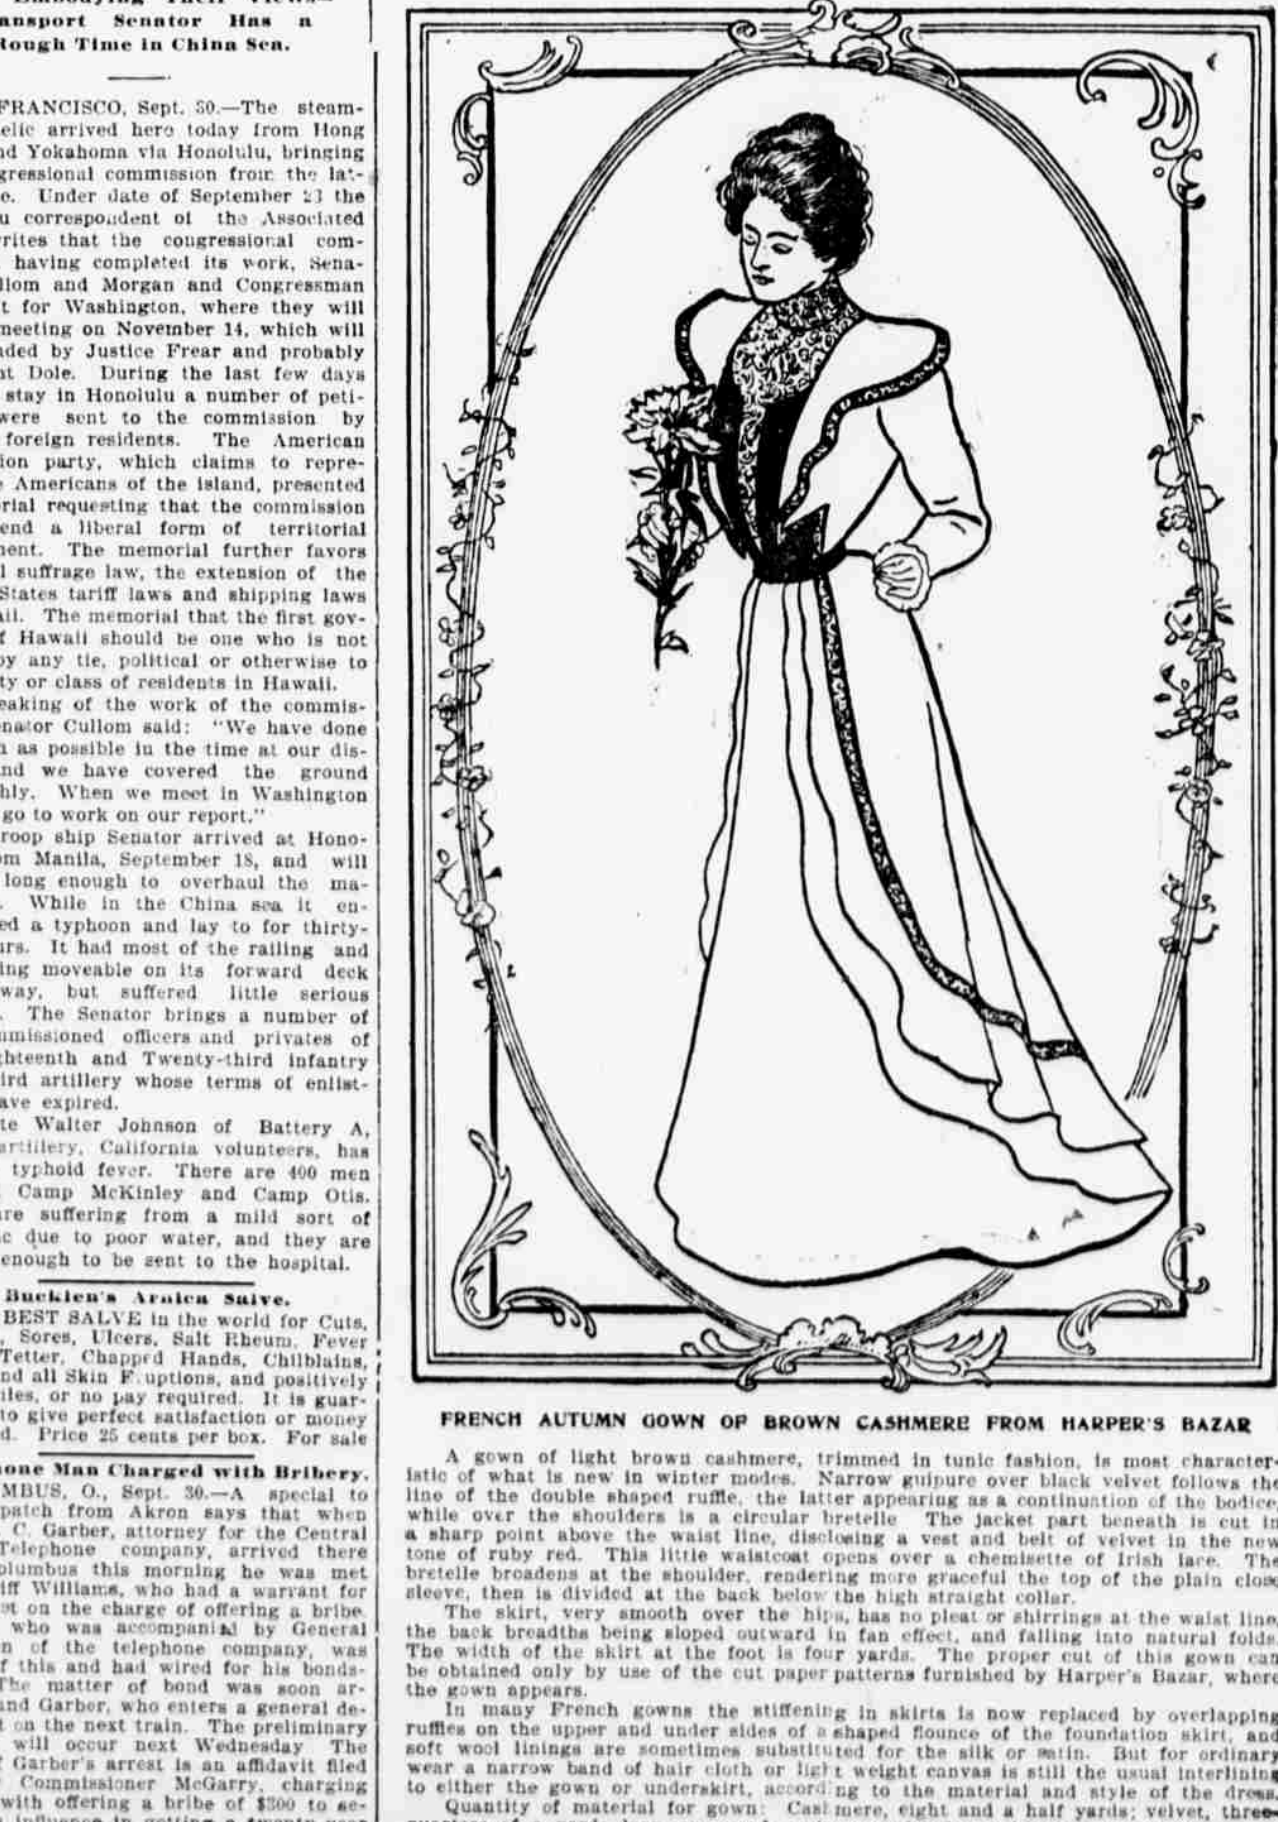 Embodying Their Views—
ansport Senator Has a
Rough Time in China Sea.
FRANCISCO, Sept. 30.—The steam-
elic arrived here today from Hong
nd Yokahoma via Honolulu, bringing
gressional commission from the lat-
e. Under date of September 23 the
u correspondent of the Associated
rites that the congressional com-
having completed its work, Sena-
llom and Morgan and Congressman
t for Washington, where they will
meeting on November 14, which will
nded by Justice Frear and probably
nt Dole. During the last few days
stay in Honolulu a number of peti-
were sent to the commission by
foreign residents. The American
ion party, which claims to repre-
e Americans of the island, presented
rial requesting that the commission
end a liberal form of territorial
ment. The memorial further favors
l suffrage law, the extension of the
States tariff laws and shipping laws
aii. The memorial that the first gov-
f Hawaii should be one who is not
by any tie, political or otherwise to
ty or class of residents in Hawaii.
eaking of the work of the commis-
nator Cullom said: "We have done
h as possible in the time at our dis-
nd we have covered the ground
hly. When we meet in Washington
go to work on our report."
roop ship Senator arrived at Hono-
om Manila, September 18, and will
long enough to overhaul the ma-
. While in the China sea it en-
ed a typhoon and lay to for thirty-
urs. It had most of the railing and
ing moveable on its forward deck
way, but suffered little serious
. The Senator brings a number of
mmissioned officers and privates of
ghteenth and Twenty-third infantry
ird artillery whose terms of enlist-
ave expired.
te Walter Johnson of Battery A,
artillery, California volunteers, has
typhoid fever. There are 400 men
Camp McKinley and Camp Otis.
are suffering from a mild sort of
c due to poor water, and they are
enough to be sent to the hospital.
Bucklen's Arnica Salve.
BEST SALVE in the world for Cuts,
, Sores, Ulcers, Salt Rheum, Fever
Tetter, Chapped Hands, Chilblains,
nd all Skin Eruptions, and positively
iles, or no pay required. It is guar-
to give perfect satisfaction or money
d. Price 25 cents per box. For sale
one Man Charged with Bribery.
MBUS, O., Sept. 30.—A special to
patch from Akron says that when
C. Garber, attorney for the Central
Telephone company, arrived there
olumbus this morning he was met
iff Williams, who had a warrant for
st on the charge of offering a bribe.
who was accompanied by General
n of the telephone company, was
f this and had wired for his bonds-
The matter of bond was soon ar-
and Garber, who enters a general de-
t on the next train. The preliminary
will occur next Wednesday The
f Garber's arrest is an affidavit filed
Commissioner McGarry, charging
with offering a bribe of $300 to se-
influence in getting a twenty year
FRENCH AUTUMN GOWN OF BROWN CASHMERE FROM HARPER'S BAZAR
A gown of light brown cashmere, trimmed in tunic fashion, is most character-
istic of what is new in winter modes. Narrow guipure over black velvet follows the
line of the double shaped ruffle, the latter appearing as a continuation of the bodice,
while over the shoulders is a circular bretelle The jacket part beneath is cut in
a sharp point above the waist line, disclosing a vest and belt of velvet in the new
tone of ruby red. This little waistcoat opens over a chemisette of Irish lace. The
bretelle broadens at the shoulder, rendering more graceful the top of the plain close
sleeve, then is divided at the back below the high straight collar.
The skirt, very smooth over the hips, has no pleat or shirrings at the waist line,
the back breadths being sloped outward in fan effect, and falling into natural folds.
The width of the skirt at the foot is four yards. The proper cut of this gown can
be obtained only by use of the cut paper patterns furnished by Harper's Bazar, where
the gown appears.
In many French gowns the stiffening in skirts is now replaced by overlapping
ruffles on the upper and under sides of a shaped flounce of the foundation skirt, and
soft wool linings are sometimes substituted for the silk or satin. But for ordinary
wear a narrow band of hair cloth or light weight canvas is still the usual interlining
to either the gown or underskirt, according to the material and style of the dress.
Quantity of material for gown: Cashmere, eight and a half yards; velvet, three-